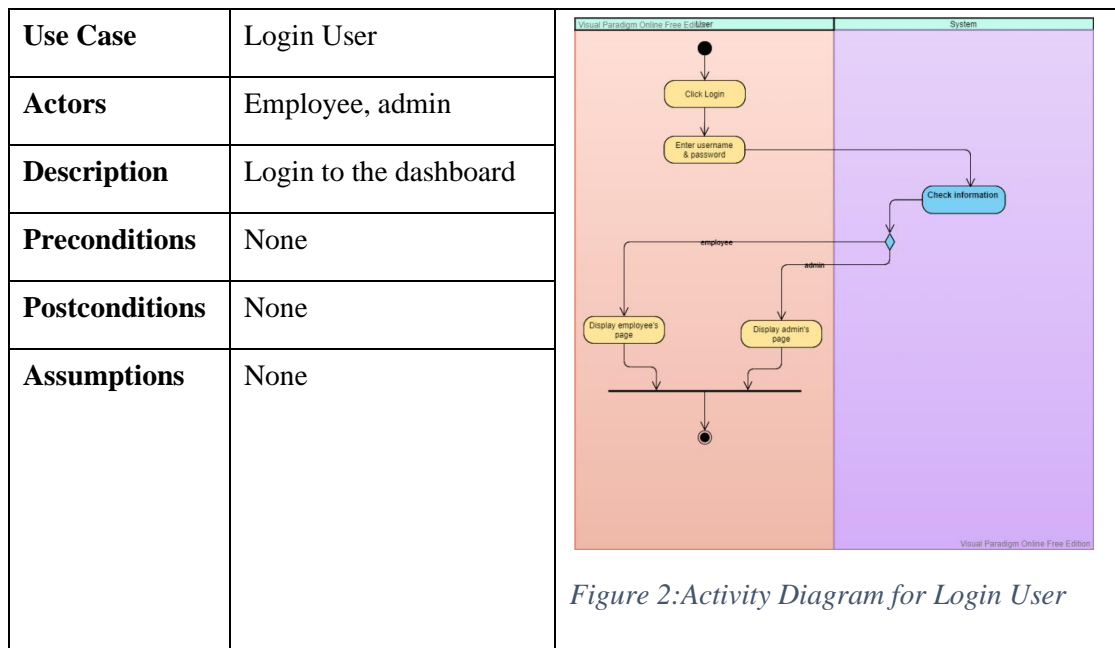 Use Case Login User
Actors Employee, admin
Description Login to the dashboard
Preconditions None
Postconditions None
Assumptions None
Visual Paradigm Online Free Edition
User
System
Click Login
Enter username
& password
Check information
employee
admin
Display employee's
page
Display admin's
page
Visual Paradigm Online Free Edition
Figure 2:Activity Diagram for Login User